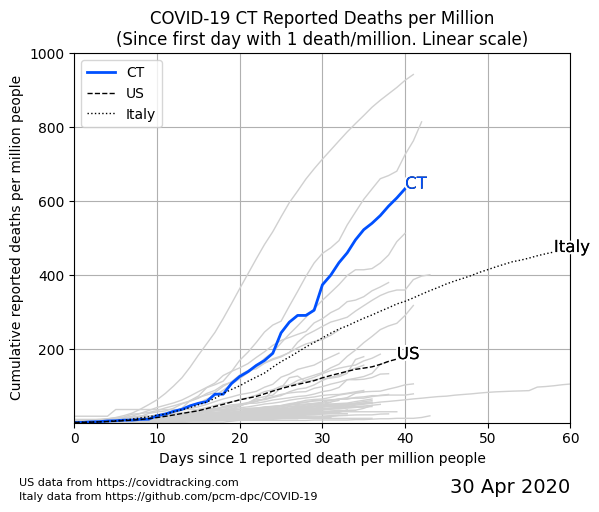 COVID-19 CT Reported Deaths per Million
(Since first day with 1 death/million. Linear scale)
Cumulative reported deaths per million people
1000
800
600
400
200
CT
US
Italy
CT
Italy
US
0
10
20
30
40
50
60
Days since 1 reported death per million people
US data from https://covidtracking.com
Italy data from https://github.com/pcm-dpc/COVID-19
30 Apr 2020